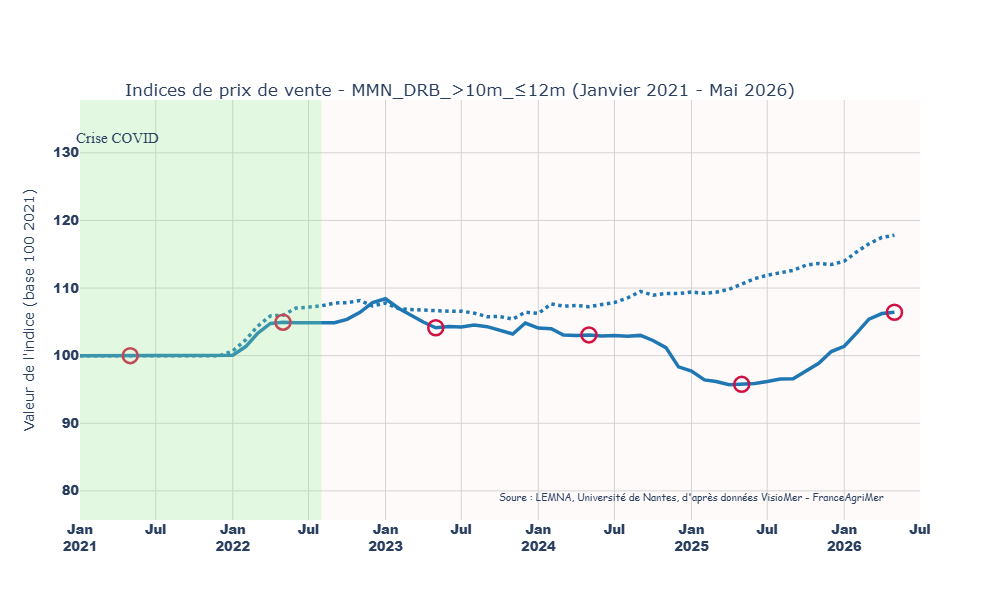 Indices de prix de vente - MMN_DRB_>10m_≤12m (Janvier 2021 - Mai 2026)
Crise COVID
Valeur de l'indice (base 100 2021)
130
120
110
100
90
80
Soure : LEMNA, Université de Nantes, d'après données VisioMer - FranceAgriMer
Jan Jul Jan Jul Jan Jul Jan Jul Jan Jul Jan Jul
2021 2022 2023 2024 2025 2026